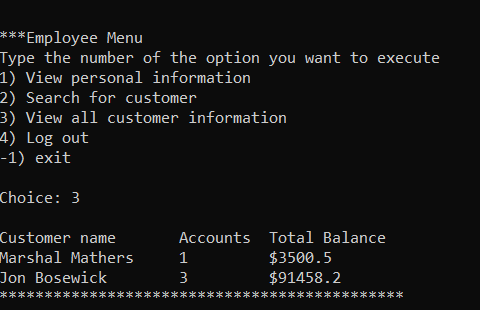 ***Employee Menu
Type the number of the option you want to execute
1) View personal information
2) Search for customer
3) View all customer information
4) Log out
-1) exit
Choice: 3
Customer name       Accounts  Total Balance
Marshal Mathers     1         $3500.5
Jon Bosewick        3         $91458.2
*********************************************